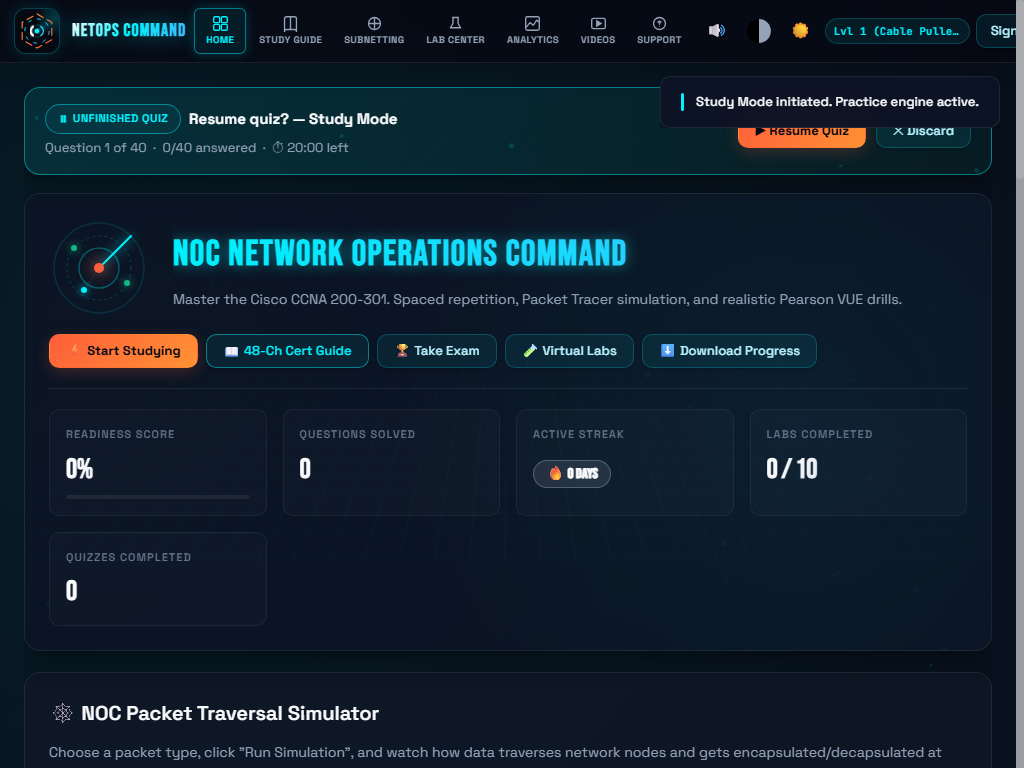 NETOPS COMMAND
HOME
STUDY GUIDE
SUBNETTING
LAB CENTER
ANALYTICS
VIDEOS
SUPPORT
Lvl 1 (Cable Pulle…
Sign
Study Mode initiated. Practice engine active.
UNFINISHED QUIZ
Resume quiz? — Study Mode
Question 1 of 40 · 0/40 answered · ⏱ 20:00 left
▶ Resume Quiz
✕ Discard
NOC NETWORK OPERATIONS COMMAND
Master the Cisco CCNA 200-301. Spaced repetition, Packet Tracer simulation, and realistic Pearson VUE drills.
Start Studying
48-Ch Cert Guide
Take Exam
Virtual Labs
Download Progress
READINESS SCORE
0%
QUESTIONS SOLVED
0
ACTIVE STREAK
0 DAYS
LABS COMPLETED
0 / 10
QUIZZES COMPLETED
0
NOC Packet Traversal Simulator
Choose a packet type, click "Run Simulation", and watch how data traverses network nodes and gets encapsulated/decapsulated at